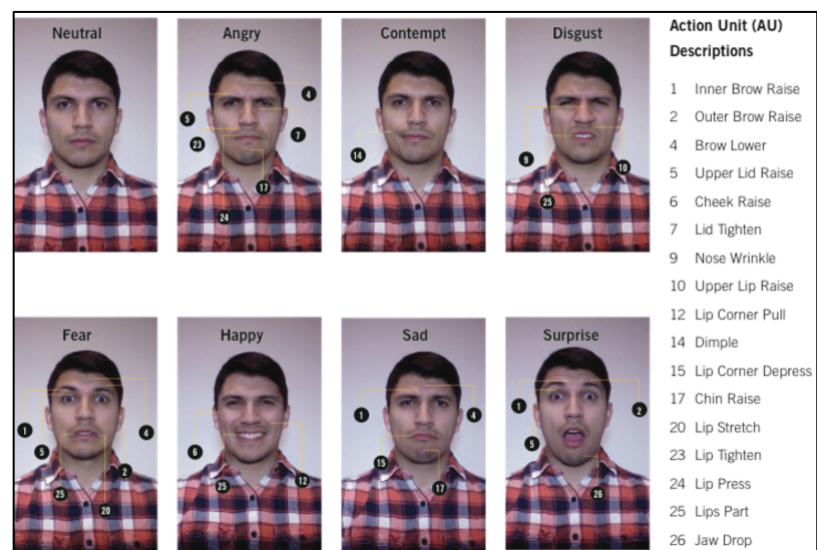 Neutral
Angry
Contempt
Disgust
4
5
7
23
17
24
14
9
10
25
Fear
Happy
Sad
Surprise
1
4
5
2
25
20
6
25
12
1
4
15
17
1
2
5
26
Action Unit (AU)
Descriptions
1 Inner Brow Raise
2 Outer Brow Raise
4 Brow Lower
5 Upper Lid Raise
6 Cheek Raise
7 Lid Tighten
9 Nose Wrinkle
10 Upper Lip Raise
12 Lip Corner Pull
14 Dimple
15 Lip Corner Depress
17 Chin Raise
20 Lip Stretch
23 Lip Tighten
24 Lip Press
25 Lips Part
26 Jaw Drop